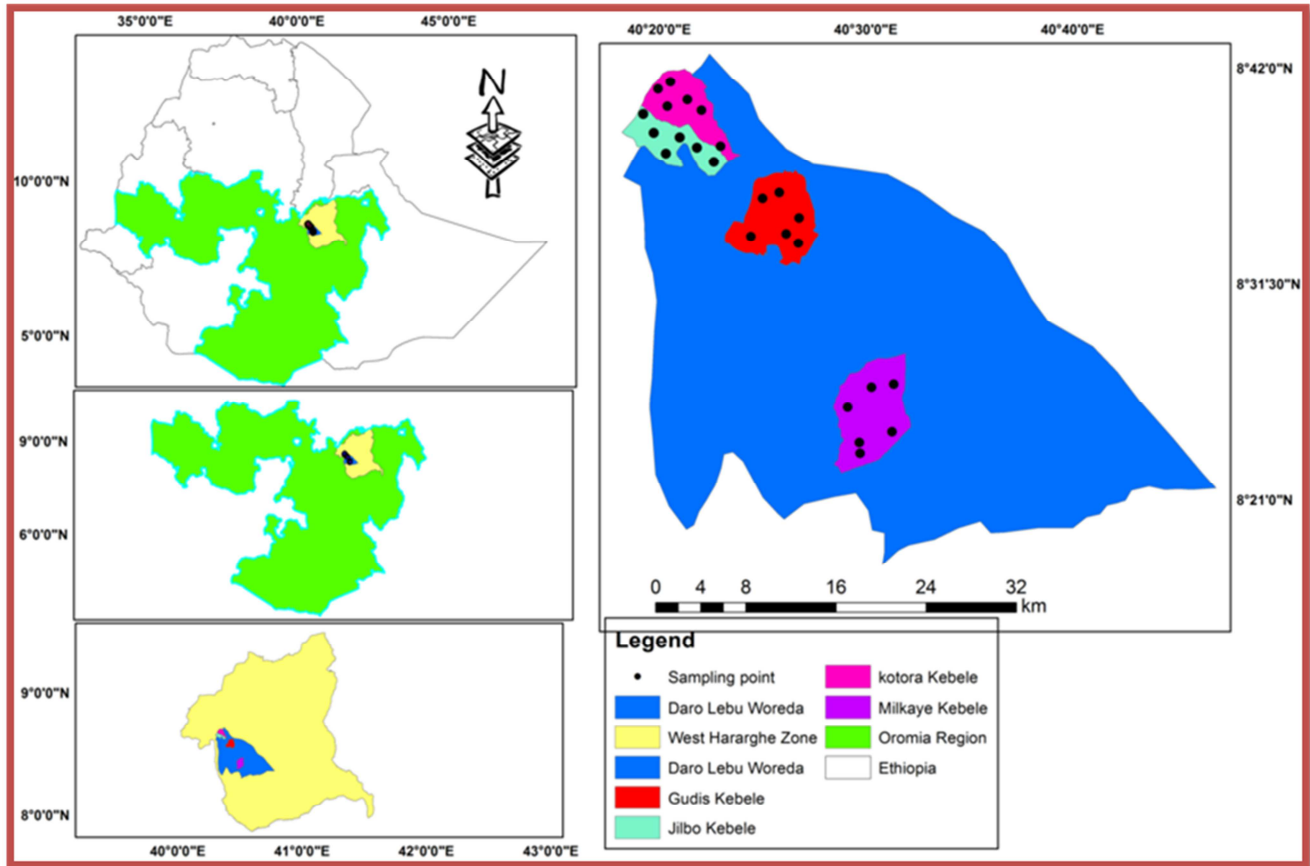 35°0'0"E 40°0'0"E 45°0'0"E
N
10°0'0"N
5°0'0"N
9°0'0"N
6°0'0"N
9°0'0"N
8°0'0"N
40°0'0"E 41°0'0"E 42°0'0"E 43°0'0"E
40°20'0"E 40°30'0"E 40°40'0"E
8°42'0"N
8°31'30"N
8°21'0"N
0 4 8 16 24 32
km
Legend
Sampling point
Daro Lebu Woreda
West Hararghe Zone
Daro Lebu Woreda
Gudis Kebele
Jilbo Kebele
kotora Kebele
Milkaye Kebele
Oromia Region
Ethiopia